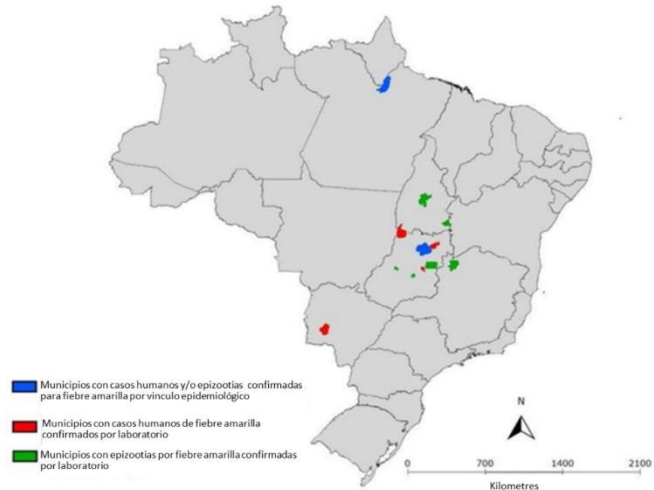 Municipios con casos humanos y/o epizootias confirmadas
para fiebre amarilla por vinculo epidemiológico
Municipios con casos humanos de fiebre amarilla
confirmados por laboratorio
Municipios con epizootias por fiebre amarilla confirmadas
por laboratorio
N
0 700 1400 2100
Kilometres